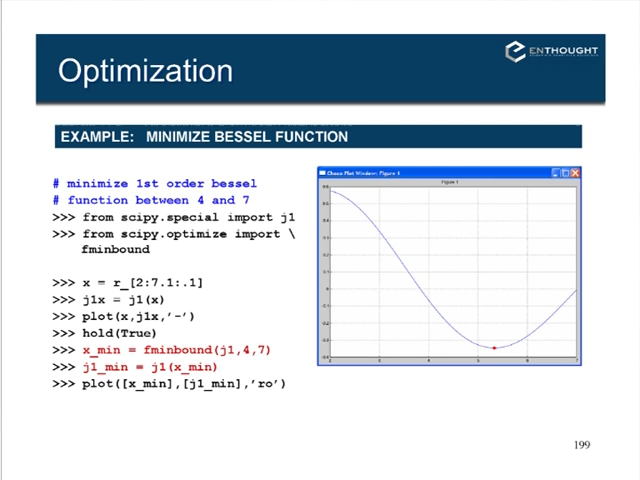 ENTHOUGHT
Optimization
EXAMPLE: MINIMIZE BESSEL FUNCTION
# minimize 1st order bessel
# function between 4 and 7
>>> from scipy.special import j1
>>> from scipy.optimize import \
fminbound
>>> x = r_[2:7.1:.1]
>>> j1x = j1(x)
>>> plot(x,j1x,'-')
>>> hold(True)
>>> x_min = fminbound(j1,4,7)
>>> j1_min = j1(x_min)
>>> plot([x_min],[j1_min],'ro')
Chaco Plot Window: Figure 1
Figure 1
199